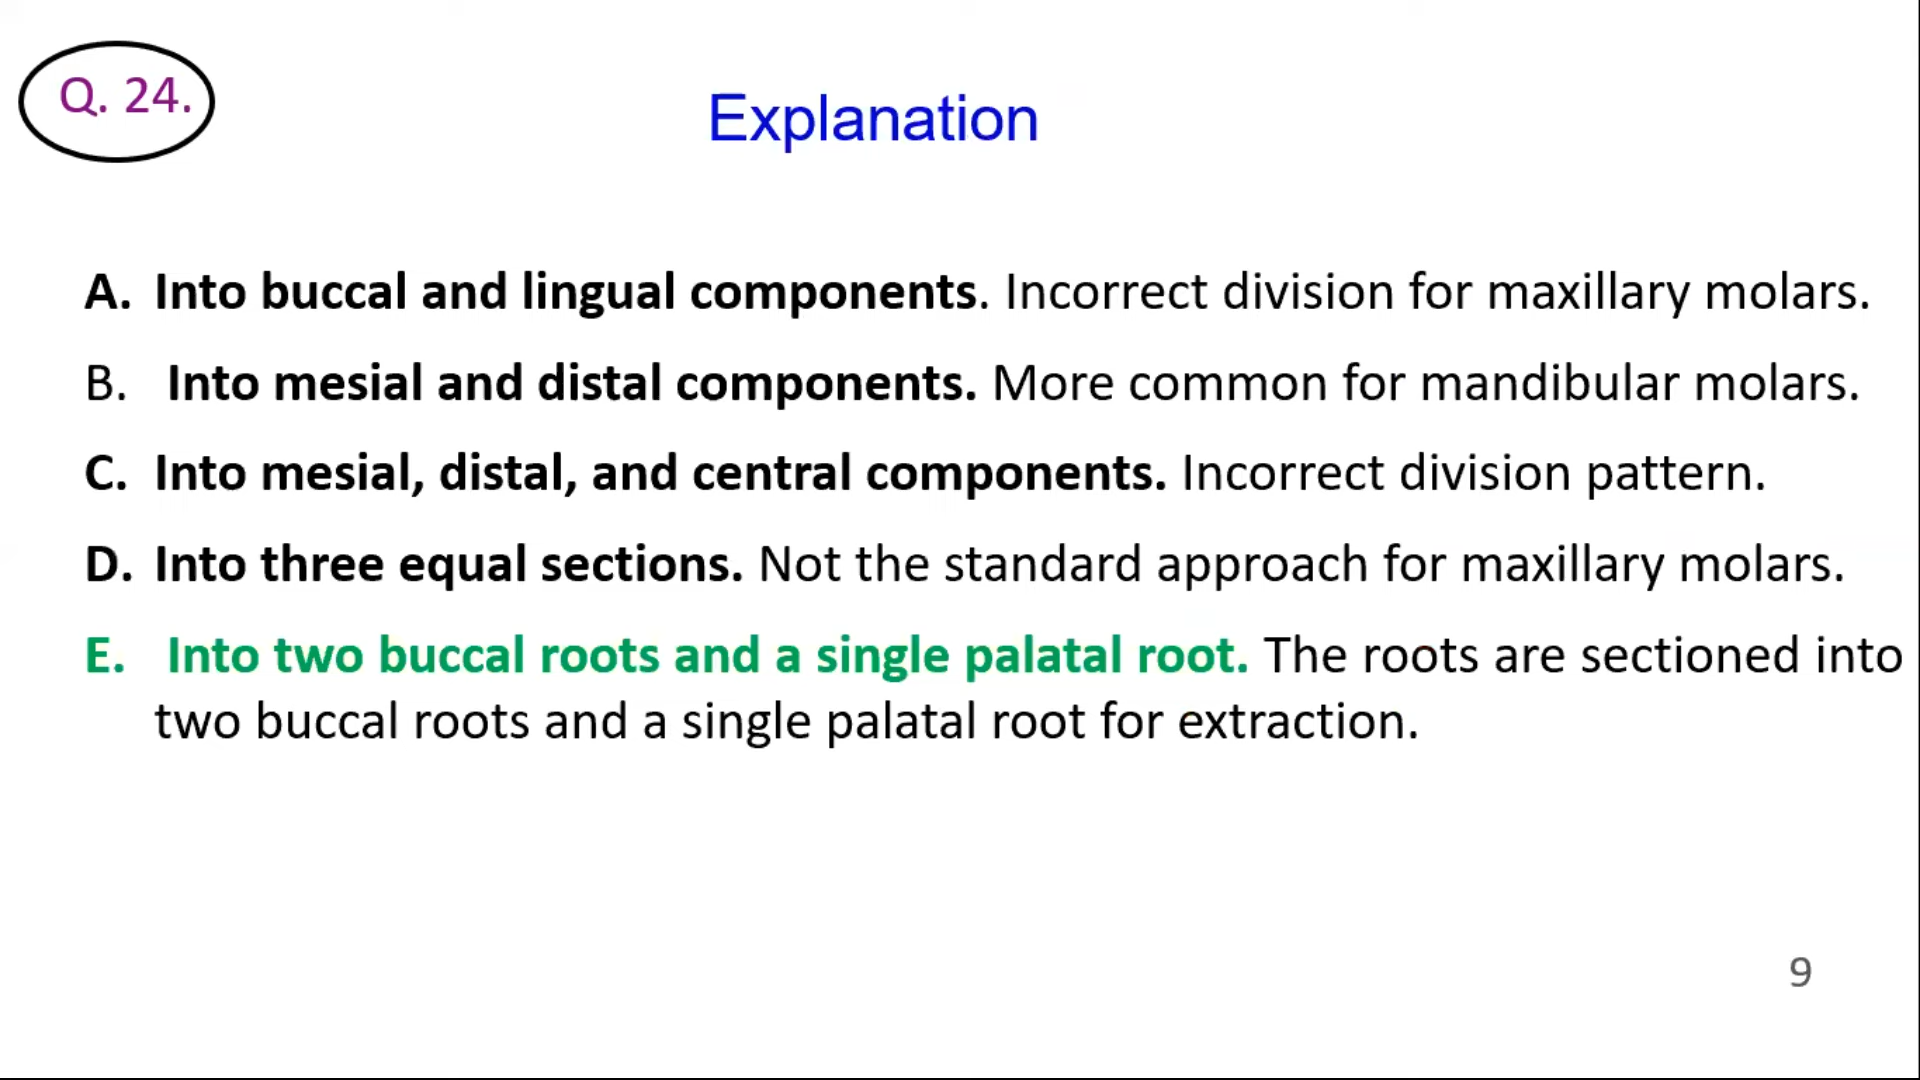 Q. 24.
Explanation
A. Into buccal and lingual components. Incorrect division for maxillary molars.
B. Into mesial and distal components. More common for mandibular molars.
C. Into mesial, distal, and central components. Incorrect division pattern.
D. Into three equal sections. Not the standard approach for maxillary molars.
E. Into two buccal roots and a single palatal root. The roots are sectioned into
two buccal roots and a single palatal root for extraction.
9